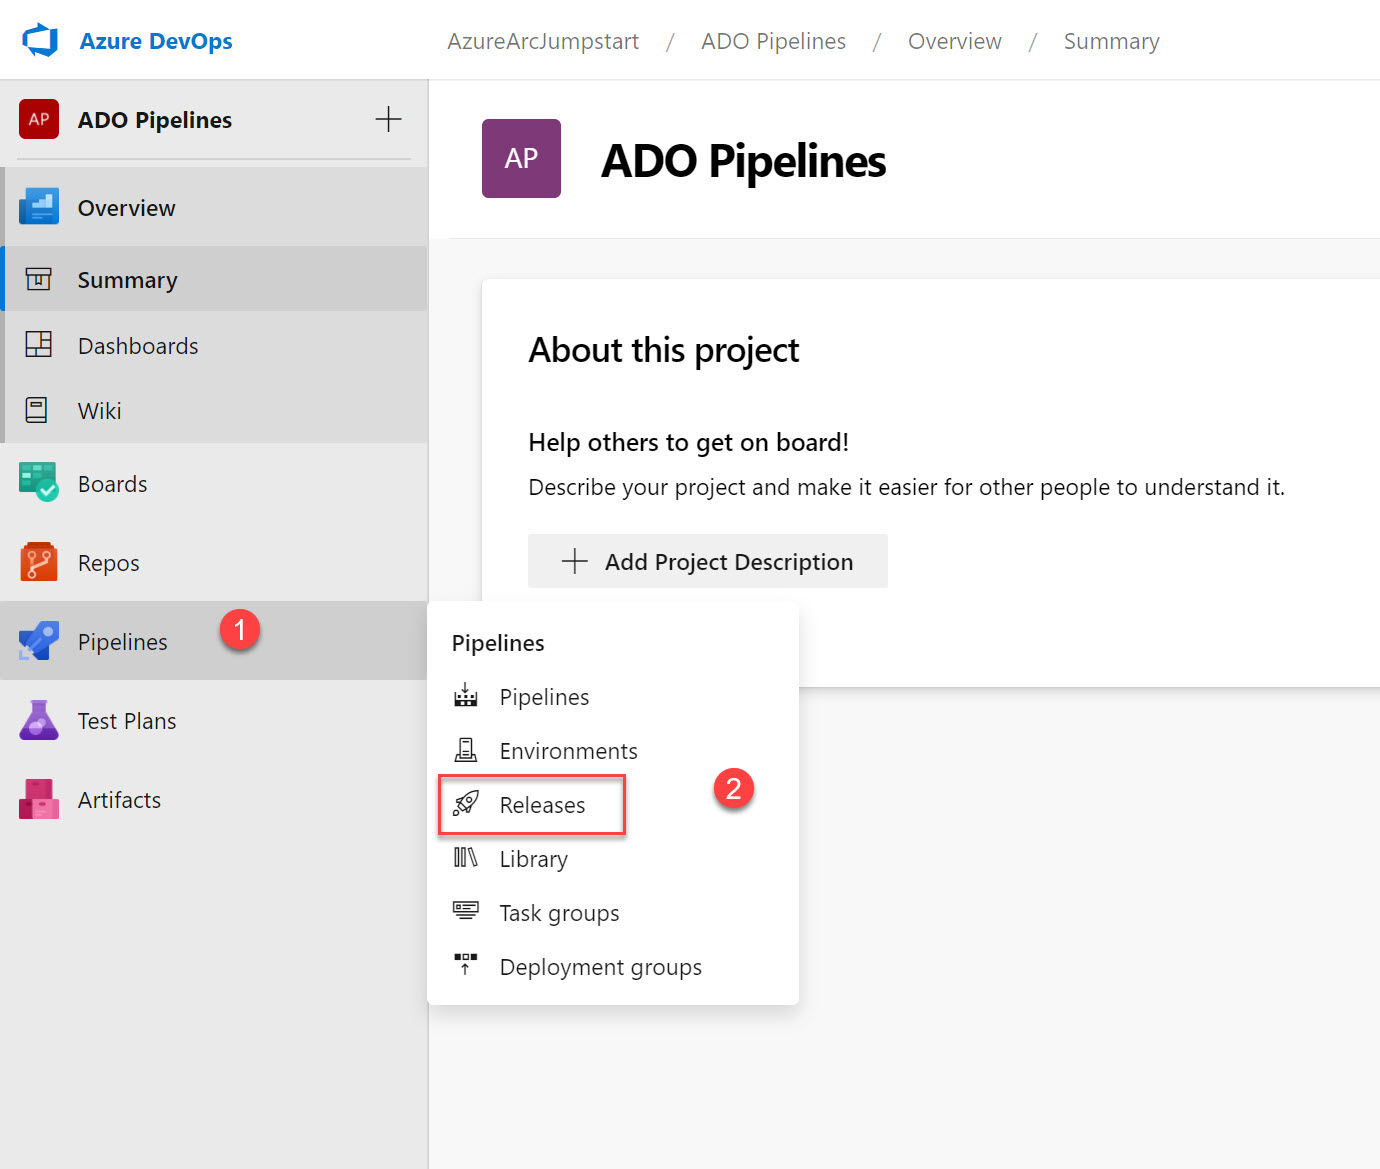 Azure DevOps
AzureArcJumpstart / ADO Pipelines / Overview / Summary
AP ADO Pipelines
Overview
Summary
Dashboards
Wiki
Boards
Repos
Pipelines 1
Test Plans
Artifacts
AP ADO Pipelines
About this project
Help others to get on board!
Describe your project and make it easier for other people to understand it.
Add Project Description
Pipelines
Pipelines
Environments
Releases 2
Library
Task groups
Deployment groups